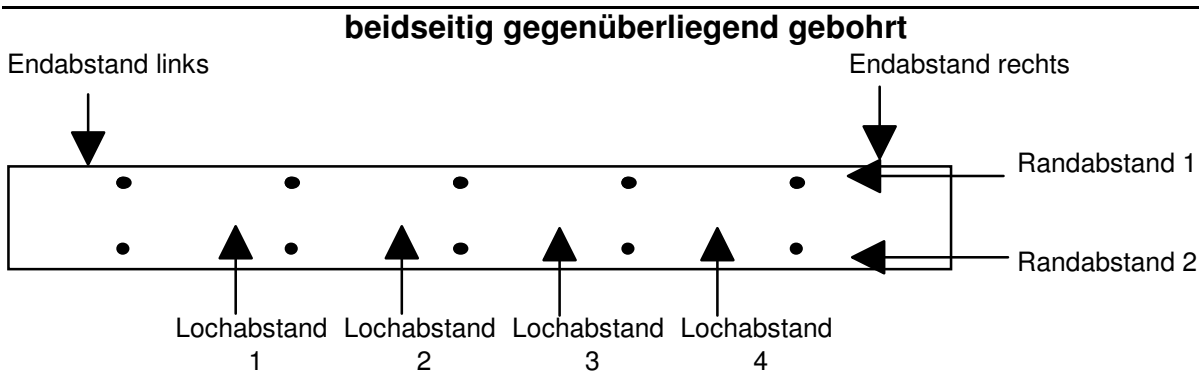 beidseitig gegenüberliegend gebohrt
Endabstand links
Endabstand rechts
Randabstand 1
Randabstand 2
Lochabstand 1
Lochabstand 2
Lochabstand 3
Lochabstand 4